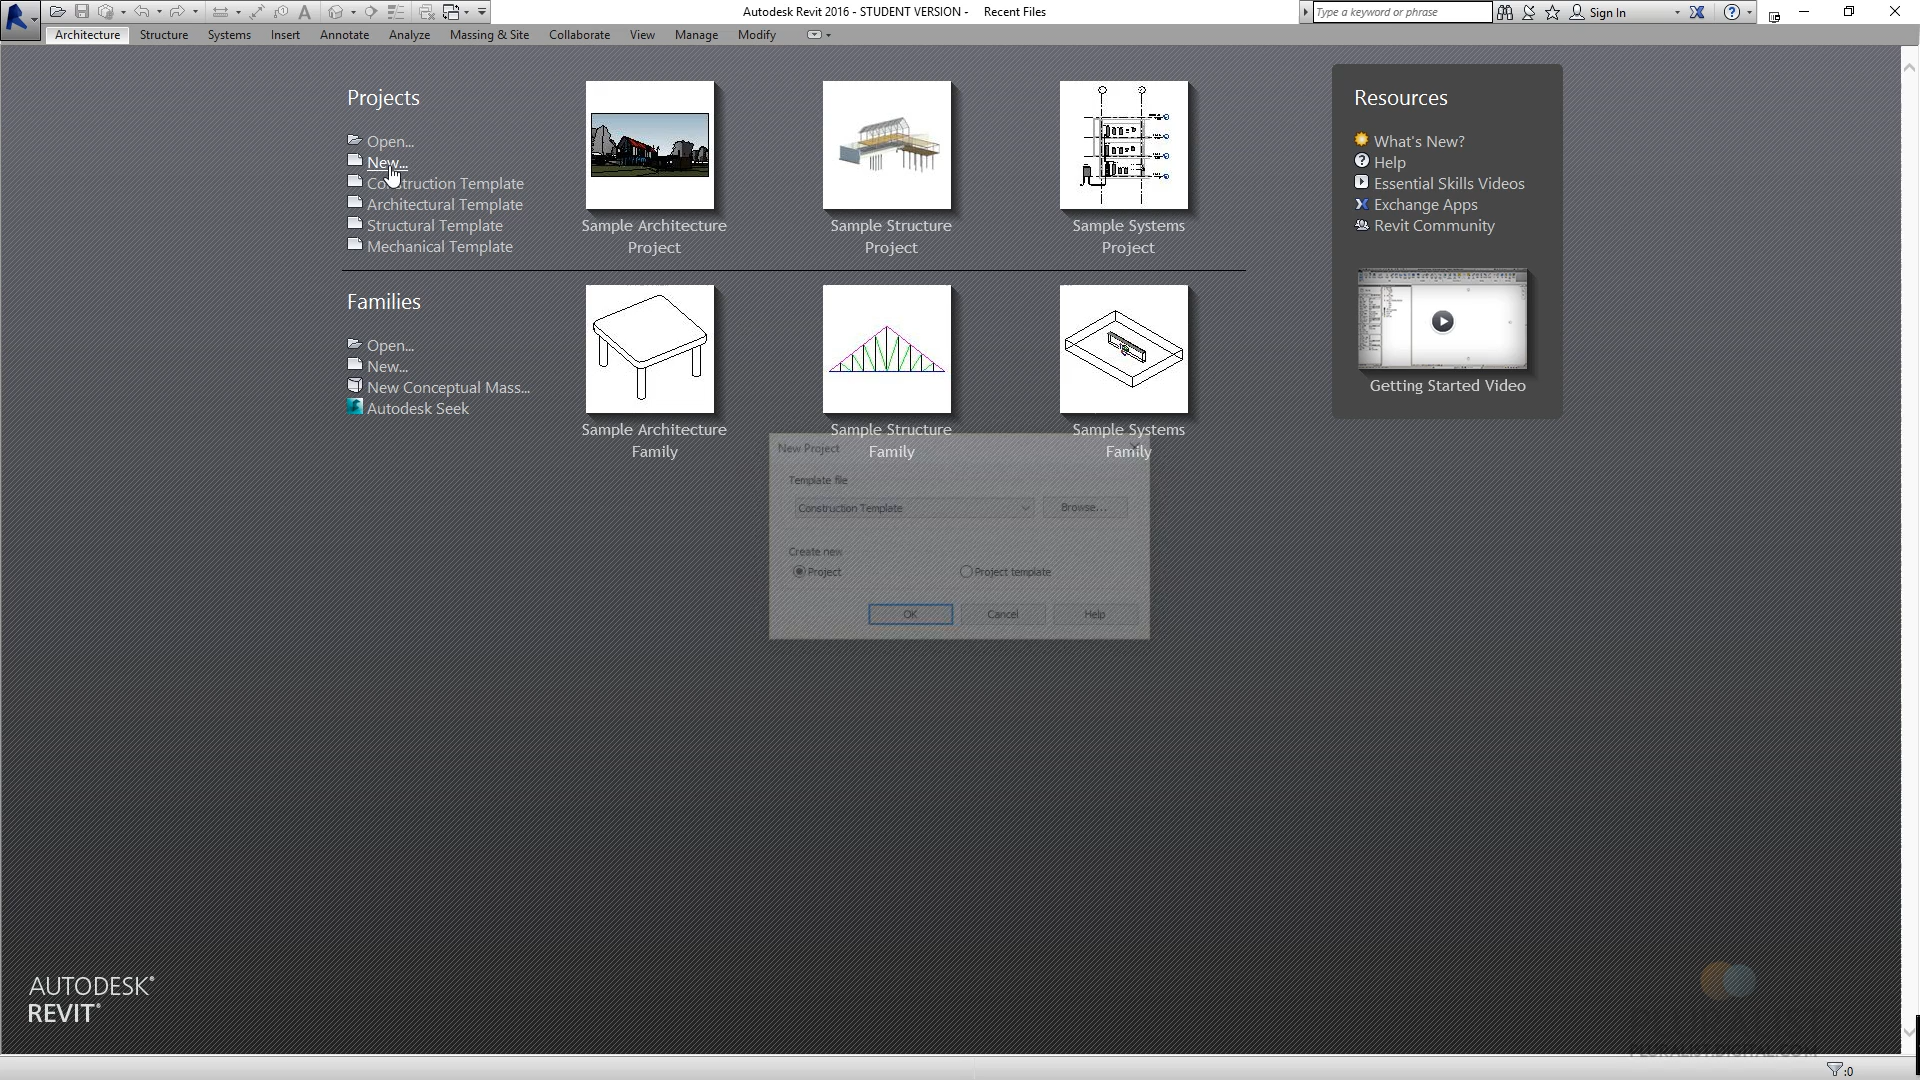 Autodesk Revit 2016 - STUDENT VERSION - Recent Files
Type a keyword or phrase
Sign In
Architecture Structure Systems Insert Annotate Analyze Massing & Site Collaborate View Manage Modify
Projects
Open...
New...
Construction Template
Architectural Template
Structural Template
Mechanical Template
Sample Architecture
Project
Sample Structure
Project
Sample Systems
Project
Families
Open...
New...
New Conceptual Mass...
Autodesk Seek
Sample Architecture
Family
Sample Structure
Family
Sample Systems
Family
Resources
What's New?
Help
Essential Skills Videos
Exchange Apps
Revit Community
Getting Started Video
New Project
Template file
Construction Template
Browse...
Create new
Project
Project template
OK
Cancel
Help
AUTODESK®
REVIT®
PLURALIST.DIGITAL.COM
:0